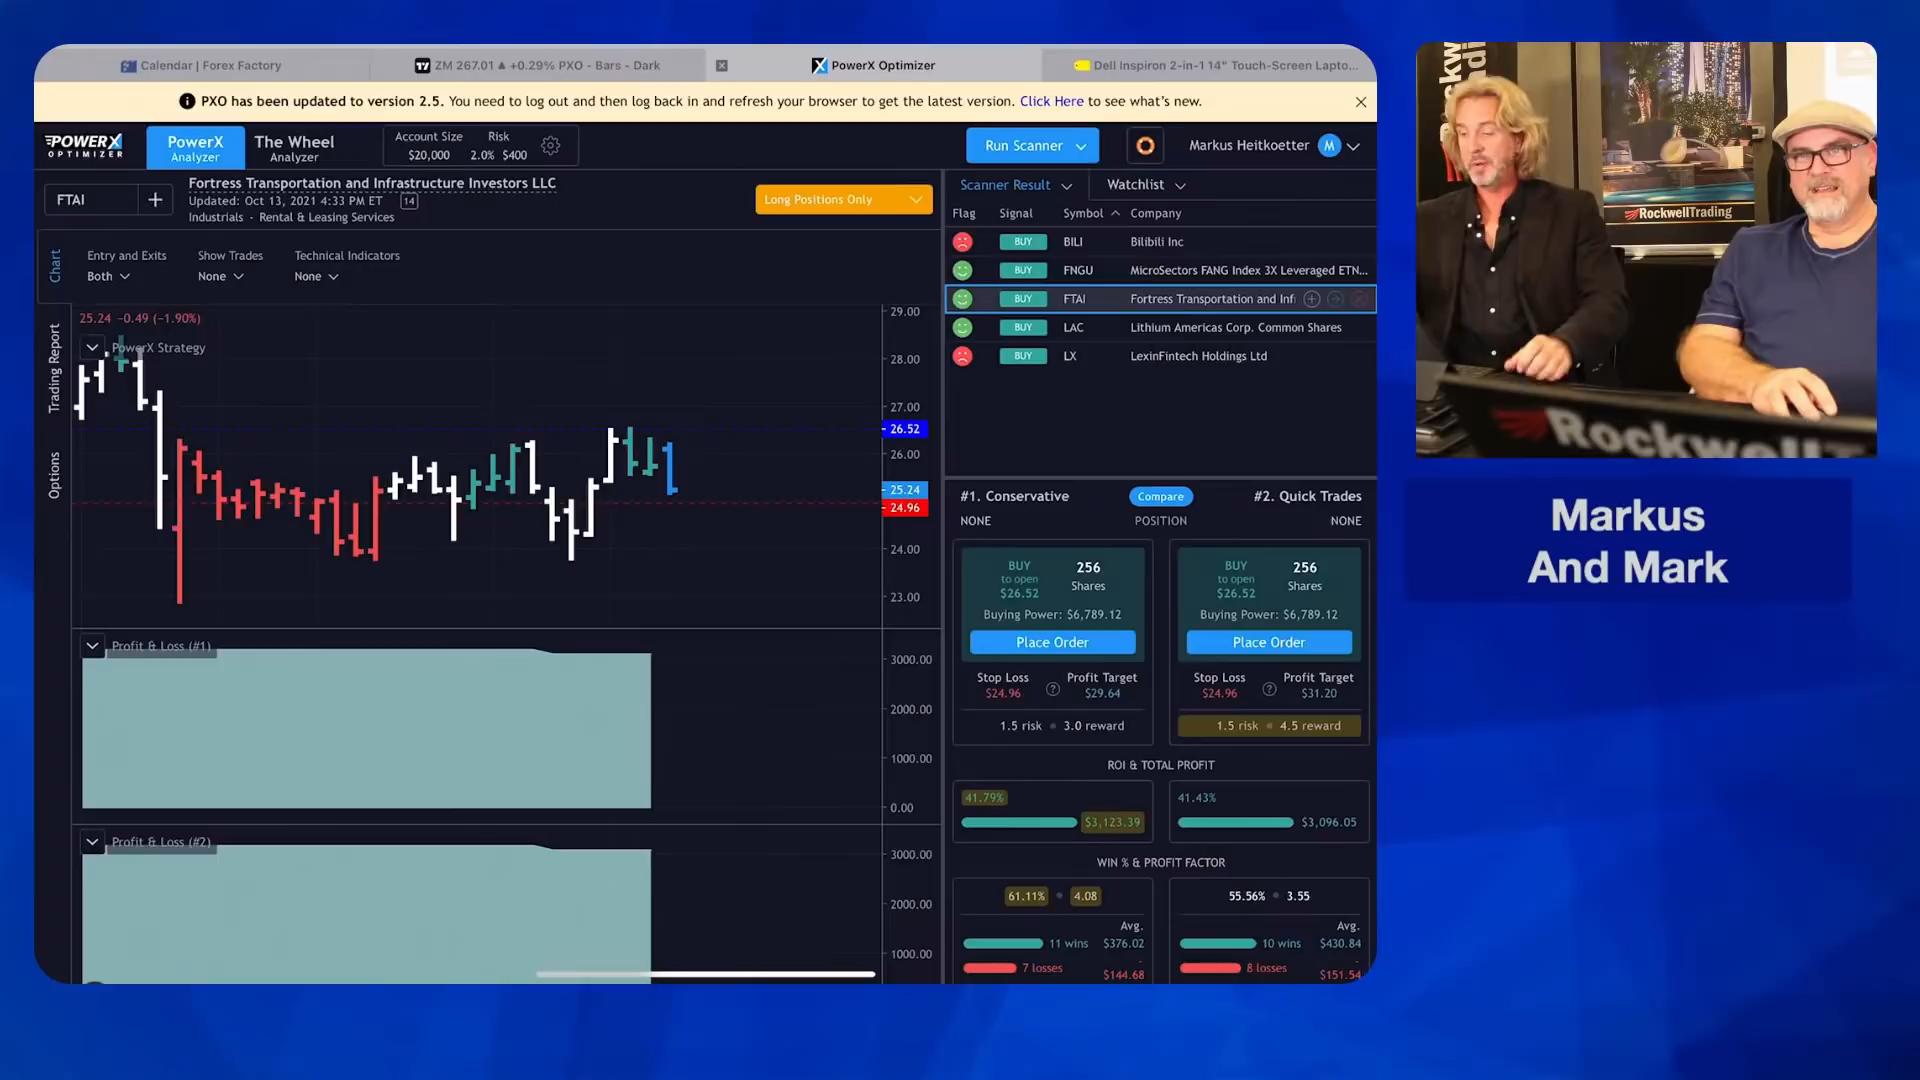 Calendar | Forex Factory
ZM 267.01 ▲ +0.29% PXO - Bars - Dark
PowerX Optimizer
Dell Inspiron 2-in-1 14" Touch-Screen Lapto...
PXO has been updated to version 2.5. You need to log out and then log back in and refresh your browser to get the latest version. Click Here to see what's new.
POWERX
OPTIMIZER
PowerX
Analyzer
The Wheel
Analyzer
Account Size
$20,000
Risk
2.0% $400
Run Scanner
Markus Heitkoetter
M
FTAI
Fortress Transportation and Infrastructure Investors LLC
Updated: Oct 13, 2021 4:33 PM ET 14
Industrials - Rental & Leasing Services
Long Positions Only
Chart
Trading Report
Options
Entry and Exits
Both
Show Trades
None
Technical Indicators
None
25.24 −0.49 (−1.90%)
PowerX Strategy
29.00
28.00
27.00
26.52
26.00
25.24
24.96
24.00
23.00
Profit & Loss (#1)
3000.00
2000.00
1000.00
0.00
Profit & Loss (#2)
3000.00
2000.00
1000.00
Scanner Result
Watchlist
Flag Signal Symbol Company
BUY BILI Bilibili Inc
BUY FNGU MicroSectors FANG Index 3X Leveraged ETN...
BUY FTAI Fortress Transportation and Inf
BUY LAC Lithium Americas Corp. Common Shares
BUY LX LexinFintech Holdings Ltd
#1. Conservative Compare #2. Quick Trades
NONE POSITION NONE
BUY
to open
$26.52
256
Shares
Buying Power: $6,789.12
Place Order
Stop Loss
$24.96
Profit Target
$29.64
1.5 risk • 3.0 reward
BUY
to open
$26.52
256
Shares
Buying Power: $6,789.12
Place Order
Stop Loss
$24.96
Profit Target
$31.20
1.5 risk • 4.5 reward
ROI & TOTAL PROFIT
41.79%
$3,123.39
41.43%
$3,096.05
WIN % & PROFIT FACTOR
61.11% • 4.08
Avg.
11 wins $376.02
7 losses -$144.68
55.56% • 3.55
Avg.
10 wins $430.84
8 losses -$151.54
RockwellTrading
Rockwell
Markus
And Mark